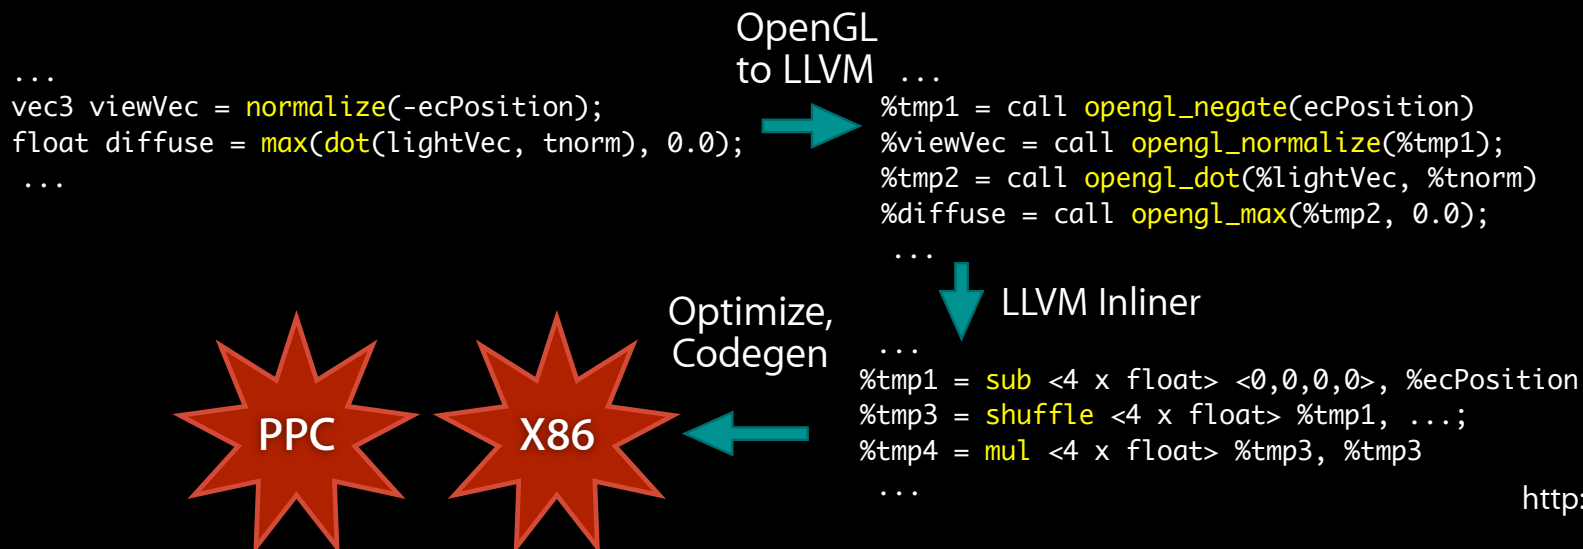 ...
vec3 viewVec = normalize(-ecPosition);
float diffuse = max(dot(lightVec, tnorm), 0.0);
...
OpenGL
to LLVM
...
%tmp1 = call opengl_negate(ecPosition)
%viewVec = call opengl_normalize(%tmp1);
%tmp2 = call opengl_dot(%lightVec, %tnorm)
%diffuse = call opengl_max(%tmp2, 0.0);
...
LLVM Inliner
...
%tmp1 = sub <4 x float> <0,0,0,0>, %ecPosition
%tmp3 = shuffle <4 x float> %tmp1, ...;
%tmp4 = mul <4 x float> %tmp3, %tmp3
...
Optimize,
Codegen
PPC
X86
http: